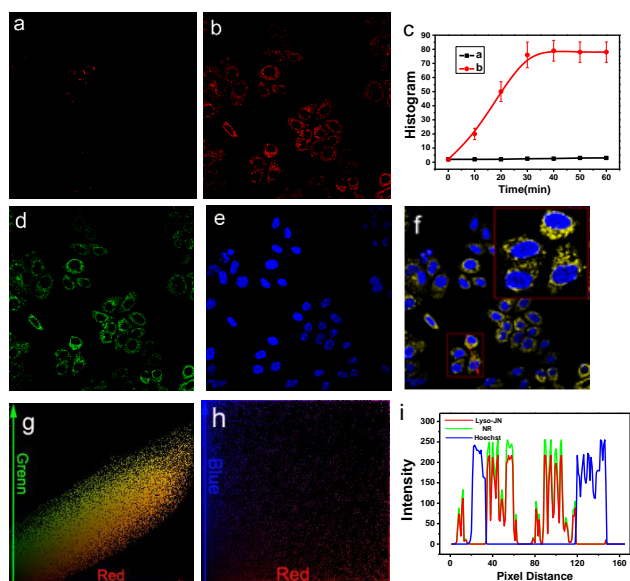 a
b
c
a
b
Histogram
90
80
70
60
50
40
30
20
10
0
0 10 20 30 40 50 60
Time(min)
d
e
f
g
Grenn
Red
h
Blue
Red
i
Lyso-JN
NR
Hoechst
Intensity
300
250
200
150
100
50
0
0 40 80 120 160
Pixel Distance